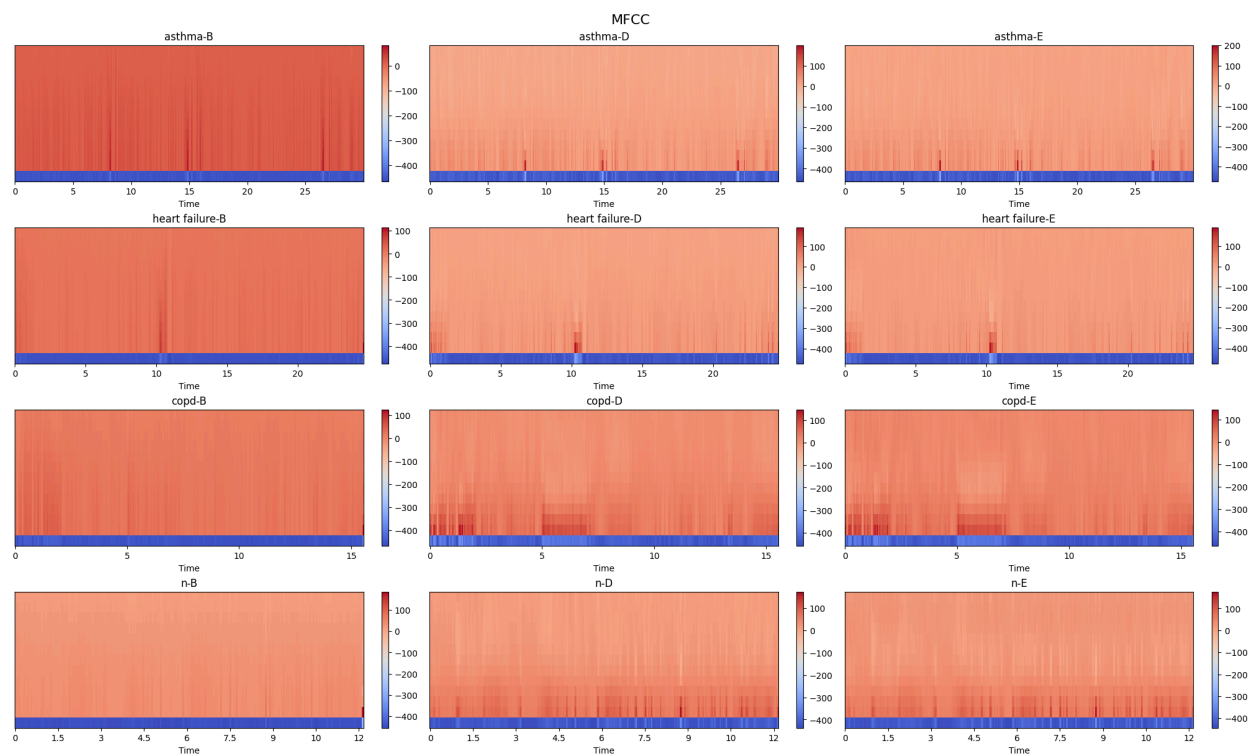 MFCC
asthma-B
asthma-D
asthma-E
0
−100
−200
−300
−400
100
0
−100
−200
−300
−400
200
100
0
−100
−200
−300
−400
0 5 10 15 20 25
0 5 10 15 20 25
0 5 10 15 20 25
Time
Time
Time
heart failure-B
heart failure-D
heart failure-E
100
0
−100
−200
−300
−400
100
0
−100
−200
−300
−400
100
0
−100
−200
−300
−400
0 5 10 15 20
0 5 10 15 20
0 5 10 15 20
Time
Time
Time
copd-B
copd-D
copd-E
100
0
−100
−200
−300
−400
100
0
−100
−200
−300
−400
100
0
−100
−200
−300
−400
0 5 10 15
0 5 10 15
0 5 10 15
Time
Time
Time
n-B
n-D
n-E
100
0
−100
−200
−300
−400
100
0
−100
−200
−300
−400
100
0
−100
−200
−300
−400
0 1.5 3 4.5 6 7.5 9 10 12
0 1.5 3 4.5 6 7.5 9 10 12
0 1.5 3 4.5 6 7.5 9 10 12
Time
Time
Time